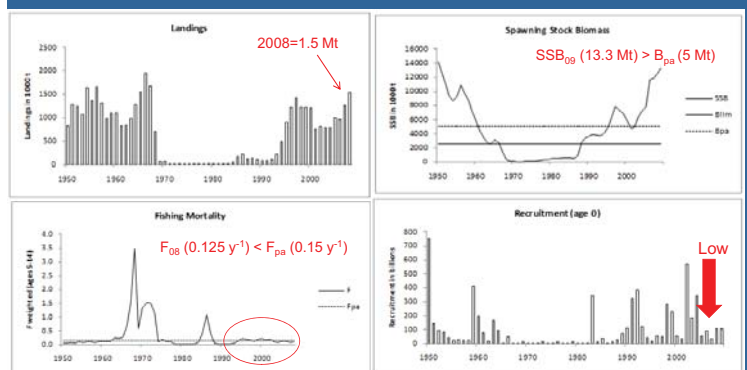 Landings
2008=1.5 Mt
Landings in 1000 t
2500
2000
1500
1000
500
0
1950 1960 1970 1980 1990 2000
Spawning Stock Biomass
SSB09 (13.3 Mt) > Bpa (5 Mt)
SSB in 1000 t
16000
14000
12000
10000
8000
6000
4000
2000
0
1950 1960 1970 1980 1990 2000
SSB
Blim
Bpa
Fishing Mortality
F08 (0.125 y-1) < Fpa (0.15 y-1)
F weighted (ages 5-14)
4.0
3.5
3.0
2.5
2.0
1.5
1.0
0.5
0.0
1950 1960 1970 1980 1990 2000
F
Fpa
Recruitment (age 0)
Low
Recruitment in billions
800
700
600
500
400
300
200
100
0
1950 1960 1970 1980 1990 2000